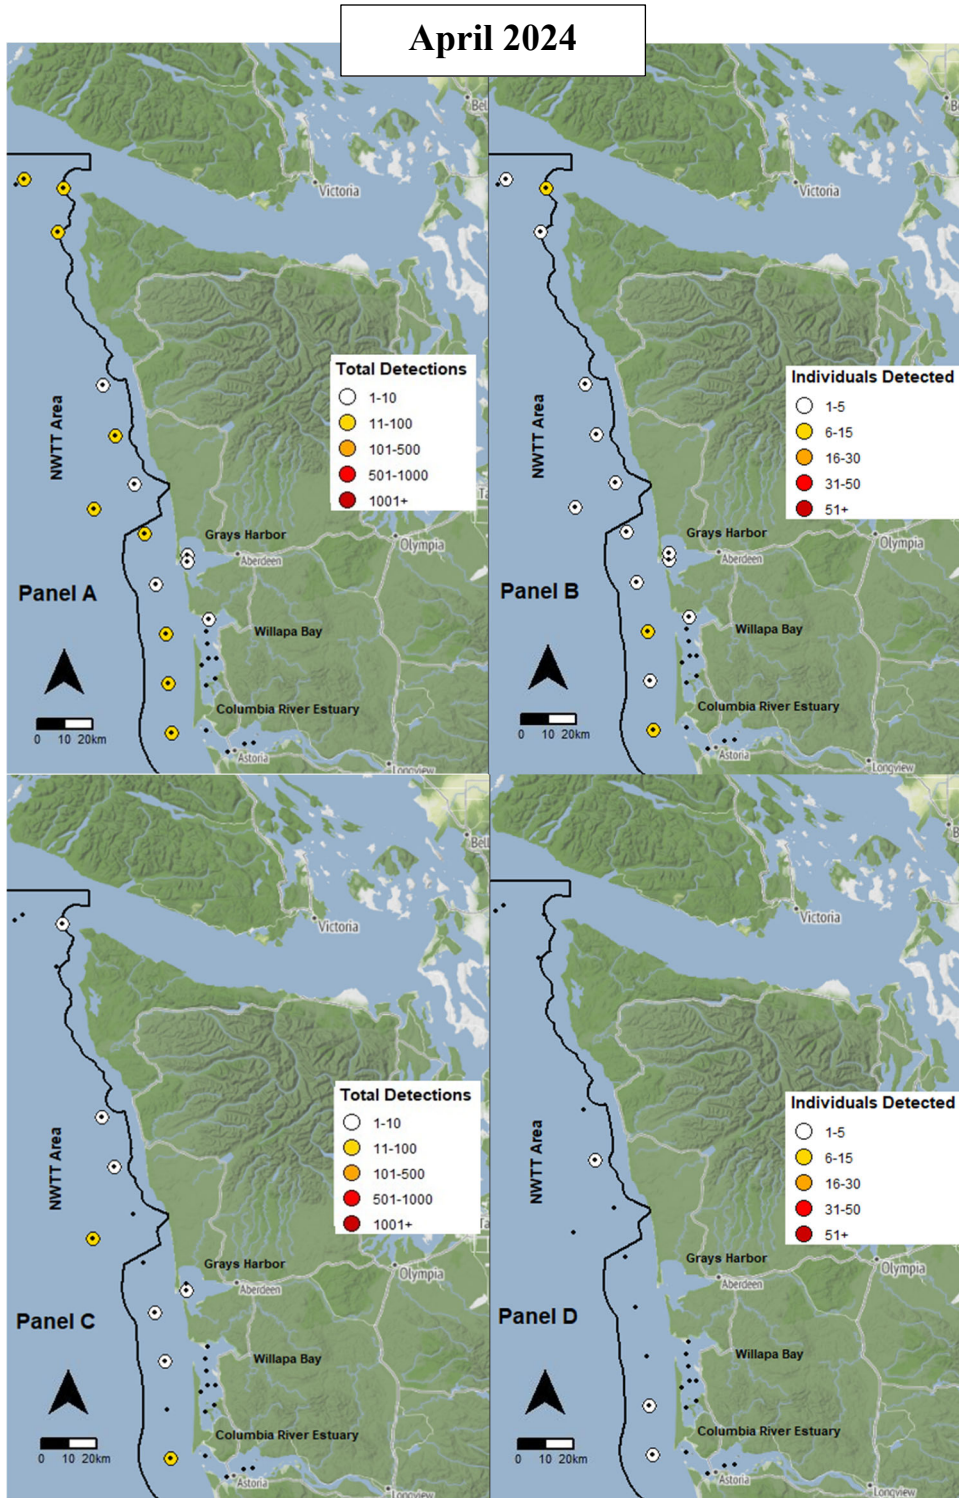 April 2024
Bel
Victoria
NWTT Area
Total Detections
1-10
11-100
101-500
501-1000
1001+
Grays Harbor
Aberdeen
Olympia
Panel A
Willapa Bay
Columbia River Estuary
0 10 20km
Astoria
Longview
B
Victoria
NWTT Area
Individuals Detected
1-5
6-15
16-30
31-50
51+
Grays Harbor
Aberdeen
Olympia
Panel B
Willapa Bay
Columbia River Estuary
0 10 20km
Astoria
Longview
Bel
Victoria
NWTT Area
Total Detections
1-10
11-100
101-500
501-1000
1001+
Ta
Grays Harbor
Aberdeen
Olympia
Panel C
Willapa Bay
Columbia River Estuary
0 10 20km
Astoria
Longview
B
Victoria
NWTT Area
Individuals Detected
1-5
6-15
16-30
31-50
51+
Grays Harbor
Aberdeen
Olympia
Panel D
Willapa Bay
Columbia River Estuary
0 10 20km
Astoria
Longview